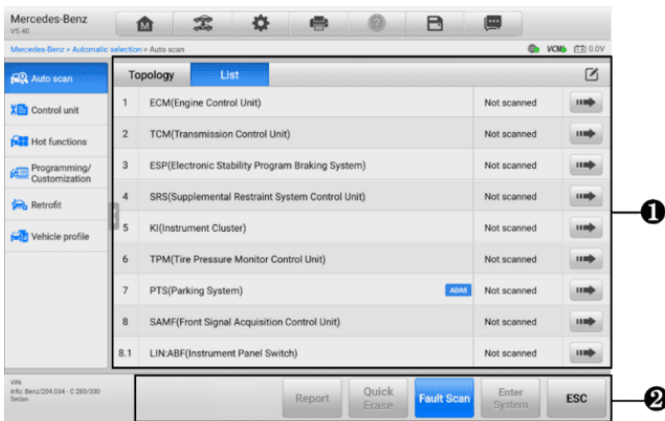 Mercedes-Benz
V5.40
Mercedes-Benz > Automatic selection > Auto scan
VCMI
0.0V
Auto scan
Control unit
Hot functions
Programming/
Customization
Retrofit
Vehicle profile
Topology List
1 ECM(Engine Control Unit) Not scanned
2 TCM(Transmission Control Unit) Not scanned
3 ESP(Electronic Stability Program Braking System) Not scanned
4 SRS(Supplemental Restraint System Control Unit) Not scanned
5 KI(Instrument Cluster) Not scanned
6 TPM(Tire Pressure Monitor Control Unit) Not scanned
7 PTS(Parking System) ADAS Not scanned
8 SAMF(Front Signal Acquisition Control Unit) Not scanned
8.1 LIN:ABF(Instrument Panel Switch) Not scanned
1
VIN:
Info: Benz/204.054 - C 280/300
Sedan
Report
Quick
Erase
Fault Scan
Enter
System
ESC
2